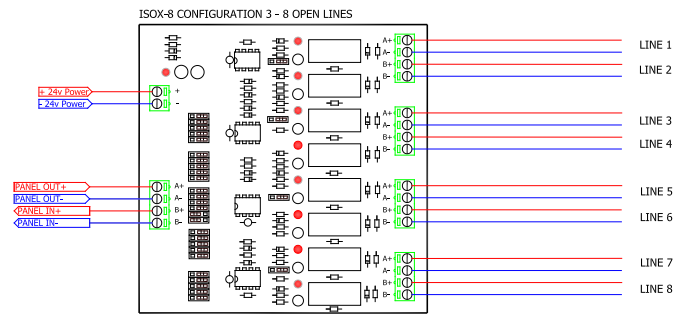 ISOX-8 CONFIGURATION 3 - 8 OPEN LINES
+ 24v Power
- 24v Power
+
-
PANEL OUT+
PANEL OUT-
PANEL IN+
PANEL IN-
A+
A-
B+
B-
A+
A-
B+
B-
LINE 1
LINE 2
A+
A-
B+
B-
LINE 3
LINE 4
A+
A-
B+
B-
LINE 5
LINE 6
A+
A-
B+
B-
LINE 7
LINE 8